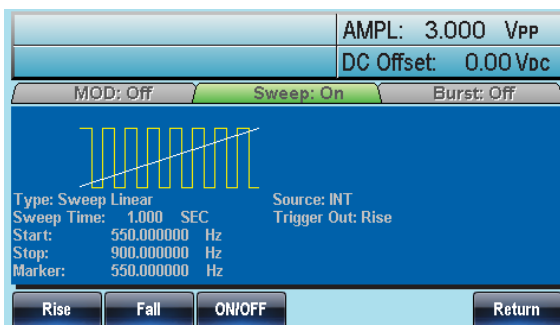 AMPL: 3.000 VPP
DC Offset: 0.00 VDC
MOD: Off Sweep: On Burst: Off
Type: Sweep Linear Source: INT
Sweep Time: 1.000 SEC Trigger Out: Rise
Start: 550.000000 Hz
Stop: 900.000000 Hz
Marker: 550.000000 Hz
Rise Fall ON/OFF Return